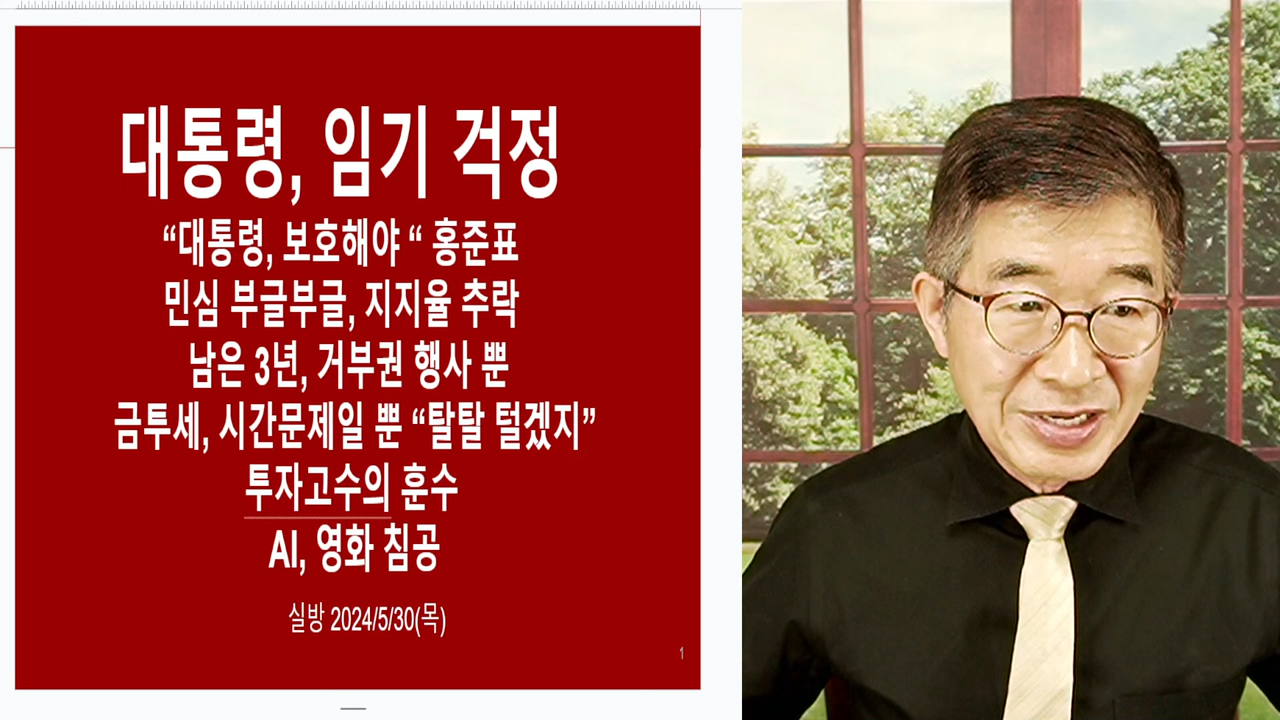 대통령, 임기 걱정
“대통령, 보호해야 “ 홍준표
민심 부글부글, 지지율 추락
남은 3년, 거부권 행사 뿐
금투세, 시간문제일 뿐 “탈탈 털겠지”
투자고수의 훈수
AI, 영화 침공
실방 2024/5/30(목)
1